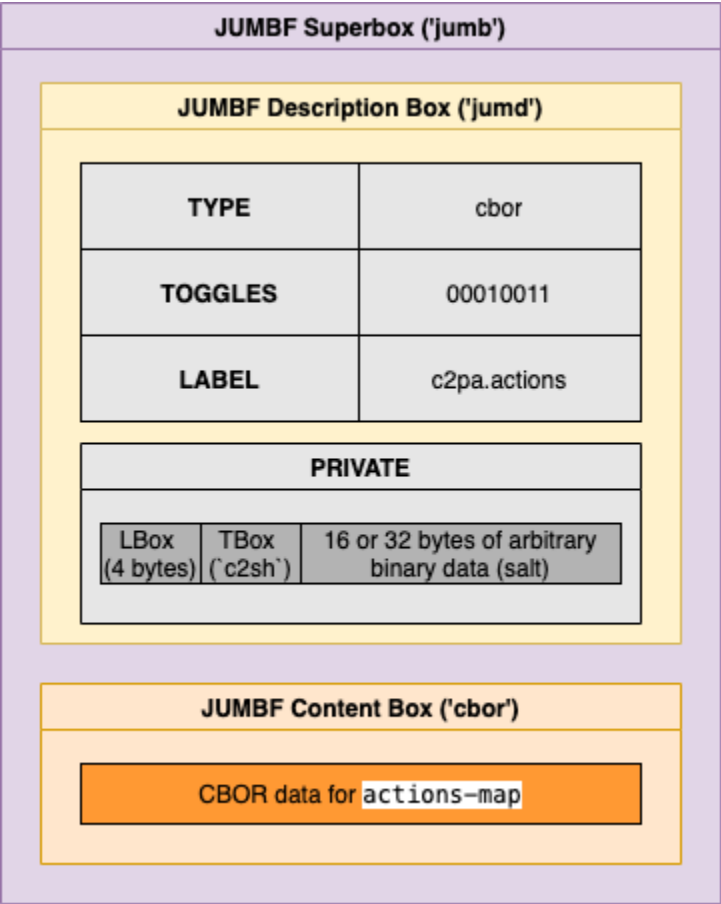 JUMBF Superbox ('jumb')
JUMBF Description Box ('jumd')
TYPE cbor
TOGGLES 00010011
LABEL c2pa.actions
PRIVATE
LBox
(4 bytes)
TBox
(`c2sh`)
16 or 32 bytes of arbitrary
binary data (salt)
JUMBF Content Box ('cbor')
CBOR data for actions-map